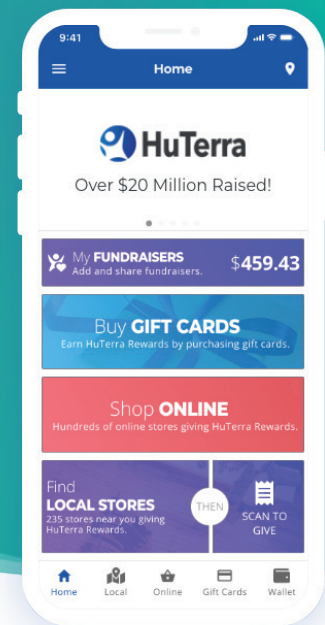 9:41
Home
HuTerra
Over $20 Million Raised!
My FUNDRAISERS
Add and share fundraisers.
$459.43
Buy GIFT CARDS
Earn HuTerra Rewards by purchasing gift cards.
Shop ONLINE
Hundreds of online stores giving HuTerra Rewards.
Find
LOCAL STORES
235 stores near you giving
HuTerra Rewards.
THEN
SCAN TO
GIVE
Home Local Online Gift Cards Wallet